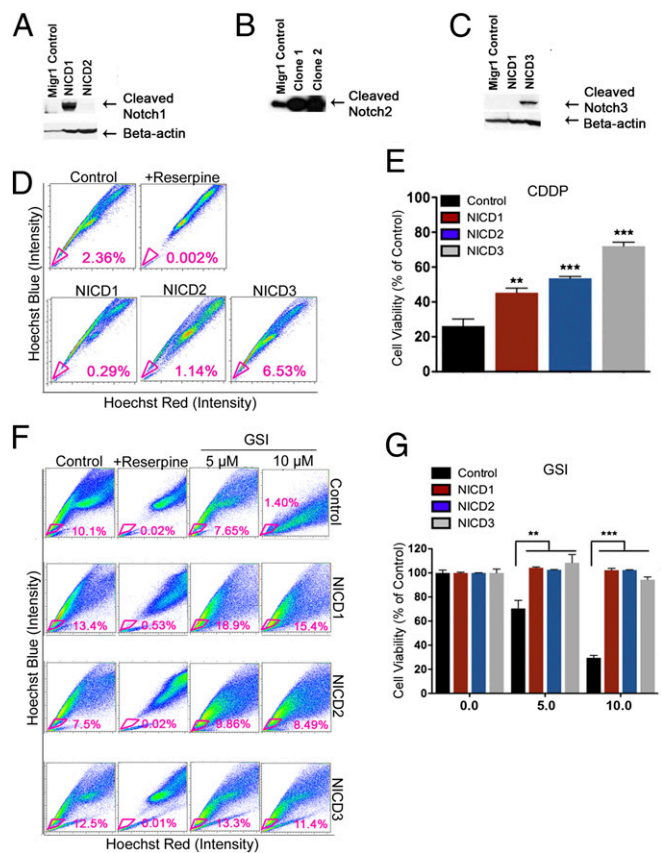 A
Migr1 Control
NICD1
NICD2
← Cleaved
Notch1
← Beta-actin
B
Migr1 Control
Clone 1
Clone 2
← Cleaved
Notch2
C
Migr1 Control
NICD1
NICD3
← Cleaved
Notch3
← Beta-actin
D
Control
+Reserpine
2.36%
0.002%
NICD1
NICD2
NICD3
0.29%
1.14%
6.53%
Hoechst Blue (Intensity)
Hoechst Red (Intensity)
E
CDDP
Control
NICD1
NICD2
NICD3
Cell Viability (% of Control)
100
80
60
40
20
0
**
***
***
F
GSI
Control
+Reserpine
5 µM
10 µM
10.1%
0.02%
7.65%
1.40%
Control
13.4%
0.53%
18.9%
15.4%
NICD1
7.5%
0.02%
9.86%
8.49%
NICD2
12.5%
0.01%
13.3%
11.4%
NICD3
Hoechst Blue (Intensity)
Hoechst Red (Intensity)
G
Control
NICD1
NICD2
NICD3
GSI
Cell Viability (% of Control)
120
100
80
60
40
20
0
**
***
0.0
5.0
10.0